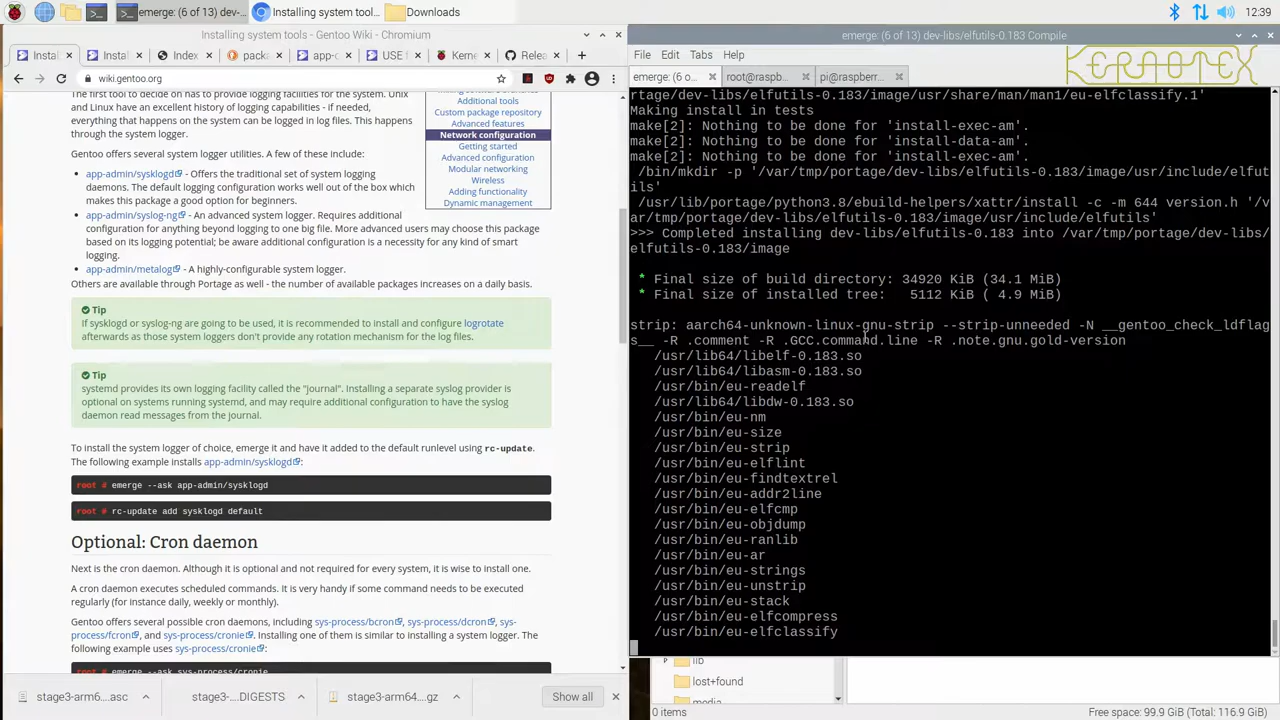 emerge: (6 of 13) dev-...
Installing system tool...
Downloads
12:39
Installing system tools - Gentoo Wiki - Chromium
emerge: (6 of 13) dev-libs/elfutils-0.183 Compile
Instal
Instal
Index
packa
app-
USE F
Kerne
Relea
File Edit Tabs Help
KEROTEX
wiki.gentoo.org
emerge: (6 o...
root@raspb...
pi@raspberr...
The first tool to decide on has to provide logging facilities for the system. Unix
and Linux have an excellent history of logging capabilities - if needed,
everything that happens on the system can be logged in log files. This happens
through the system logger.
Gentoo offers several system logger utilities. A few of these include:
app-admin/sysklogd - Offers the traditional set of system logging
daemons. The default logging configuration works well out of the box which
makes this package a good option for beginners.
app-admin/syslog-ng - An advanced system logger. Requires additional
configuration for anything beyond logging to one big file. More advanced users may choose this package
based on its logging potential; be aware additional configuration is a necessity for any kind of smart
logging.
app-admin/metalog - A highly-configurable system logger.
Others are available through Portage as well - the number of available packages increases on a daily basis.
Additional tools
Custom package repository
Advanced features
Network configuration
Getting started
Advanced configuration
Modular networking
Wireless
Adding functionality
Dynamic management
Tip
If sysklogd or syslog-ng are going to be used, it is recommended to install and configure logrotate
afterwards as those system loggers don't provide any rotation mechanism for the log files.
Tip
systemd provides its own logging facility called the "journal". Installing a separate syslog provider is
optional on systems running systemd, and may require additional configuration to have the syslog
daemon read messages from the journal.
To install the system logger of choice, emerge it and have it added to the default runlevel using rc-update.
The following example installs app-admin/sysklogd:
root # emerge --ask app-admin/sysklogd
root # rc-update add sysklogd default
Optional: Cron daemon
Next is the cron daemon. Although it is optional and not required for every system, it is wise to install one.
A cron daemon executes scheduled commands. It is very handy if some command needs to be executed
regularly (for instance daily, weekly or monthly).
Gentoo offers several possible cron daemons, including sys-process/bcron, sys-process/dcron, sys-
process/fcron, and sys-process/cronie. Installing one of them is similar to installing a system logger. The
following example uses sys-process/cronie:
root # emerge --ask sys-process/cronie
stage3-arm6....asc
stage3-....DIGESTS
stage3-arm64....gz
Show all
rtage/dev-libs/elfutils-0.183/image/usr/share/man/man1/eu-elfclassify.1'
Making install in tests
make[2]: Nothing to be done for 'install-exec-am'.
make[2]: Nothing to be done for 'install-data-am'.
make[2]: Nothing to be done for 'install-exec-am'.
/bin/mkdir -p '/var/tmp/portage/dev-libs/elfutils-0.183/image/usr/include/elfut
ils'
/usr/lib/portage/python3.8/ebuild-helpers/xattr/install -c -m 644 version.h '/v
ar/tmp/portage/dev-libs/elfutils-0.183/image/usr/include/elfutils'
>>> Completed installing dev-libs/elfutils-0.183 into /var/tmp/portage/dev-libs/
elfutils-0.183/image
* Final size of build directory: 34920 KiB (34.1 MiB)
* Final size of installed tree: 5112 KiB ( 4.9 MiB)
strip: aarch64-unknown-linux-gnu-strip --strip-unneeded -N __gentoo_check_ldflag
s__ -R .comment -R .GCC.command.line -R .note.gnu.gold-version
/usr/lib64/libelf-0.183.so
/usr/lib64/libasm-0.183.so
/usr/bin/eu-readelf
/usr/lib64/libdw-0.183.so
/usr/bin/eu-nm
/usr/bin/eu-size
/usr/bin/eu-strip
/usr/bin/eu-elflint
/usr/bin/eu-findtextrel
/usr/bin/eu-addr2line
/usr/bin/eu-elfcmp
/usr/bin/eu-objdump
/usr/bin/eu-ranlib
/usr/bin/eu-ar
/usr/bin/eu-strings
/usr/bin/eu-unstrip
/usr/bin/eu-stack
/usr/bin/eu-elfcompress
/usr/bin/eu-elfclassify
lib
lost+found
media
0 items
Free space: 99.9 GiB (Total: 116.9 GiB)